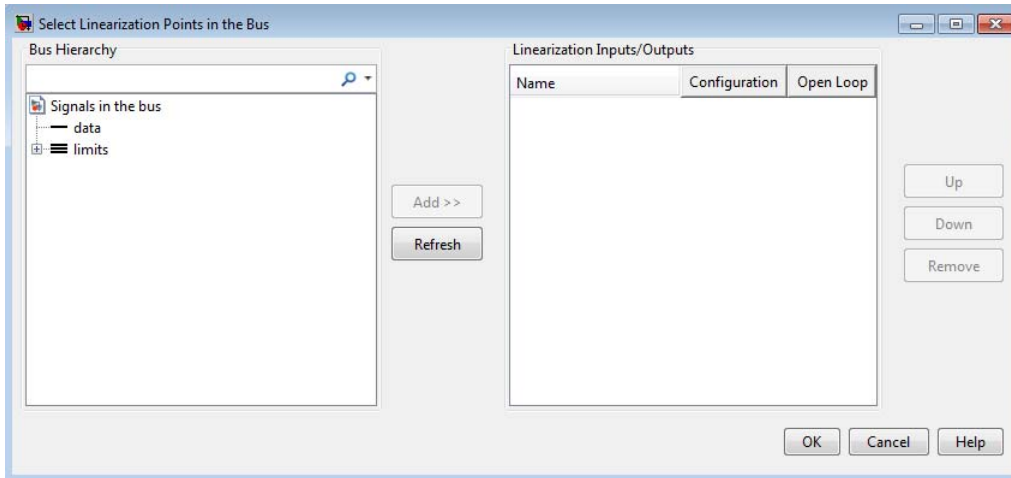 Select Linearization Points in the Bus
Bus Hierarchy
Signals in the bus
data
limits
Add >>
Refresh
Linearization Inputs/Outputs
Name Configuration Open Loop
Up
Down
Remove
OK Cancel Help